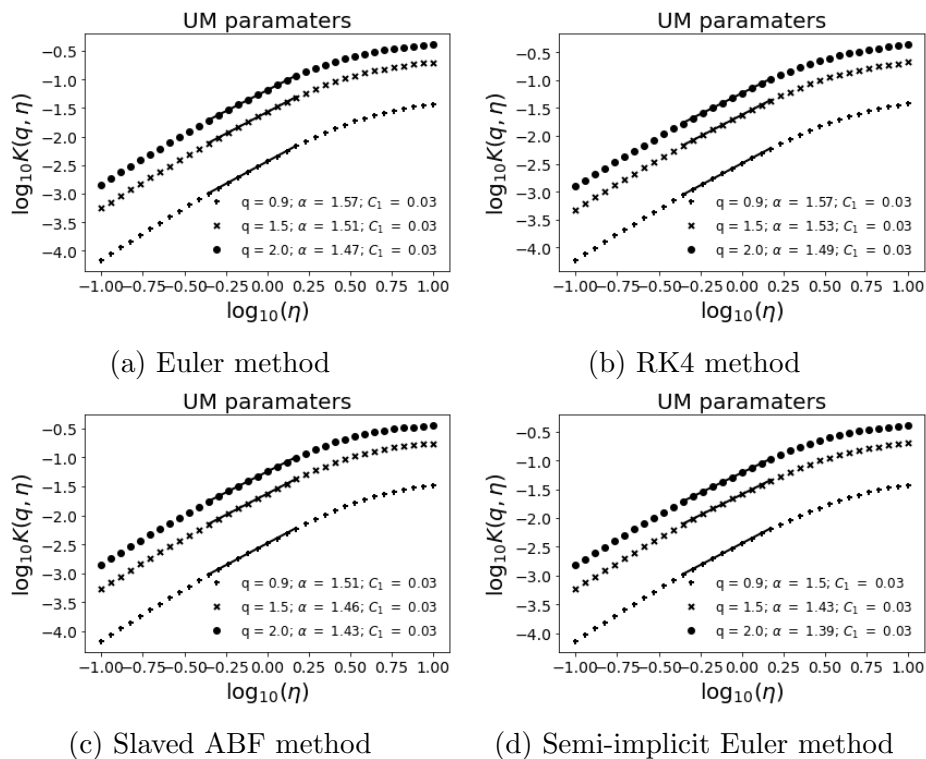 UM paramaters
UM paramaters
log₁₀K(q, η)
−0.5
−1.0
−1.5
−2.0
−2.5
−3.0
−3.5
−4.0
q = 0.9; α = 1.57; C₁ = 0.03
q = 1.5; α = 1.51; C₁ = 0.03
q = 2.0; α = 1.47; C₁ = 0.03
−1.00 −0.75 −0.50 −0.25 0.00 0.25 0.50 0.75 1.00
log₁₀(η)
(a) Euler method
log₁₀K(q, η)
−0.5
−1.0
−1.5
−2.0
−2.5
−3.0
−3.5
−4.0
q = 0.9; α = 1.57; C₁ = 0.03
q = 1.5; α = 1.53; C₁ = 0.03
q = 2.0; α = 1.49; C₁ = 0.03
−1.00 −0.75 −0.50 −0.25 0.00 0.25 0.50 0.75 1.00
log₁₀(η)
(b) RK4 method
UM paramaters
UM paramaters
log₁₀K(q, η)
−0.5
−1.0
−1.5
−2.0
−2.5
−3.0
−3.5
−4.0
q = 0.9; α = 1.51; C₁ = 0.03
q = 1.5; α = 1.46; C₁ = 0.03
q = 2.0; α = 1.43; C₁ = 0.03
−1.00 −0.75 −0.50 −0.25 0.00 0.25 0.50 0.75 1.00
log₁₀(η)
(c) Slaved ABF method
log₁₀K(q, η)
−0.5
−1.0
−1.5
−2.0
−2.5
−3.0
−3.5
−4.0
q = 0.9; α = 1.5; C₁ = 0.03
q = 1.5; α = 1.43; C₁ = 0.03
q = 2.0; α = 1.39; C₁ = 0.03
−1.00 −0.75 −0.50 −0.25 0.00 0.25 0.50 0.75 1.00
log₁₀(η)
(d) Semi-implicit Euler method